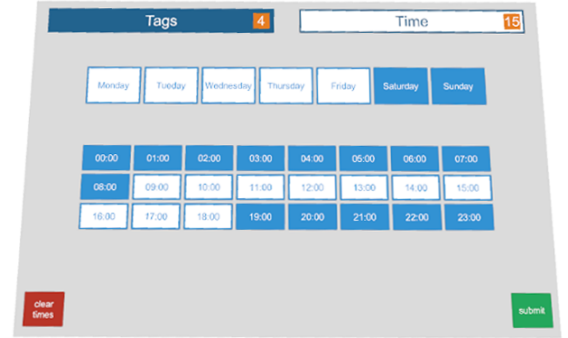 Tags 4 Time 15
Monday Tueday Wednesday Thursday Friday Saturday Sunday
00:00 01:00 02:00 03:00 04:00 05:00 06:00 07:00
08:00 09:00 10:00 11:00 12:00 13:00 14:00 15:00
16:00 17:00 18:00 19:00 20:00 21:00 22:00 23:00
clear
times
submit